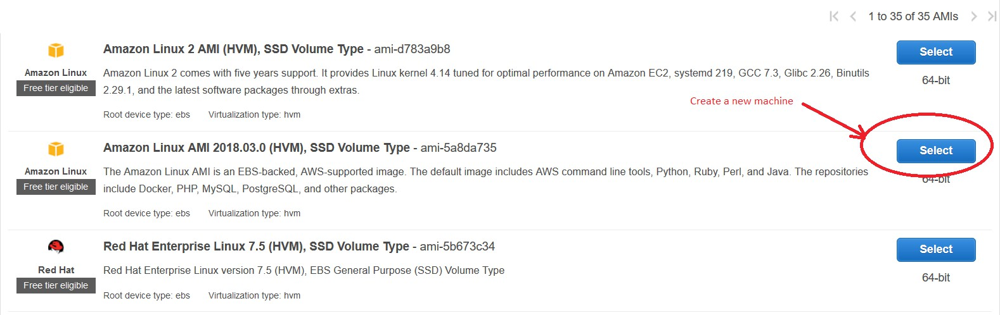 1 to 35 of 35 AMIs
Amazon Linux 2 AMI (HVM), SSD Volume Type - ami-d783a9b8
Select
Amazon Linux
Free tier eligible
Amazon Linux 2 comes with five years support. It provides Linux kernel 4.14 tuned for optimal performance on Amazon EC2, systemd 219, GCC 7.3, Glibc 2.26, Binutils
2.29.1, and the latest software packages through extras.
64-bit
Root device type: ebs Virtualization type: hvm
Create a new machine
Amazon Linux AMI 2018.03.0 (HVM), SSD Volume Type - ami-5a8da735
Select
Amazon Linux
Free tier eligible
The Amazon Linux AMI is an EBS-backed, AWS-supported image. The default image includes AWS command line tools, Python, Ruby, Perl, and Java. The repositories
include Docker, PHP, MySQL, PostgreSQL, and other packages.
64-bit
Root device type: ebs Virtualization type: hvm
Red Hat Enterprise Linux 7.5 (HVM), SSD Volume Type - ami-5b673c34
Select
Red Hat
Free tier eligible
Red Hat Enterprise Linux version 7.5 (HVM), EBS General Purpose (SSD) Volume Type
64-bit
Root device type: ebs Virtualization type: hvm